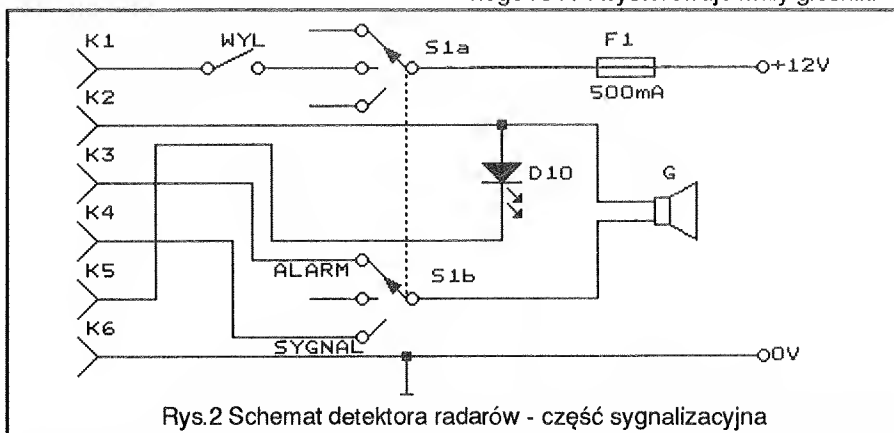 K1
WYŁ
S1a
F1
+12V
500mA
K2
K3
D10
G
K4
ALARM
S1b
K5
K6
SYGNAL
0V
Rys.2 Schemat detektora radarów - część sygnalizacyjna